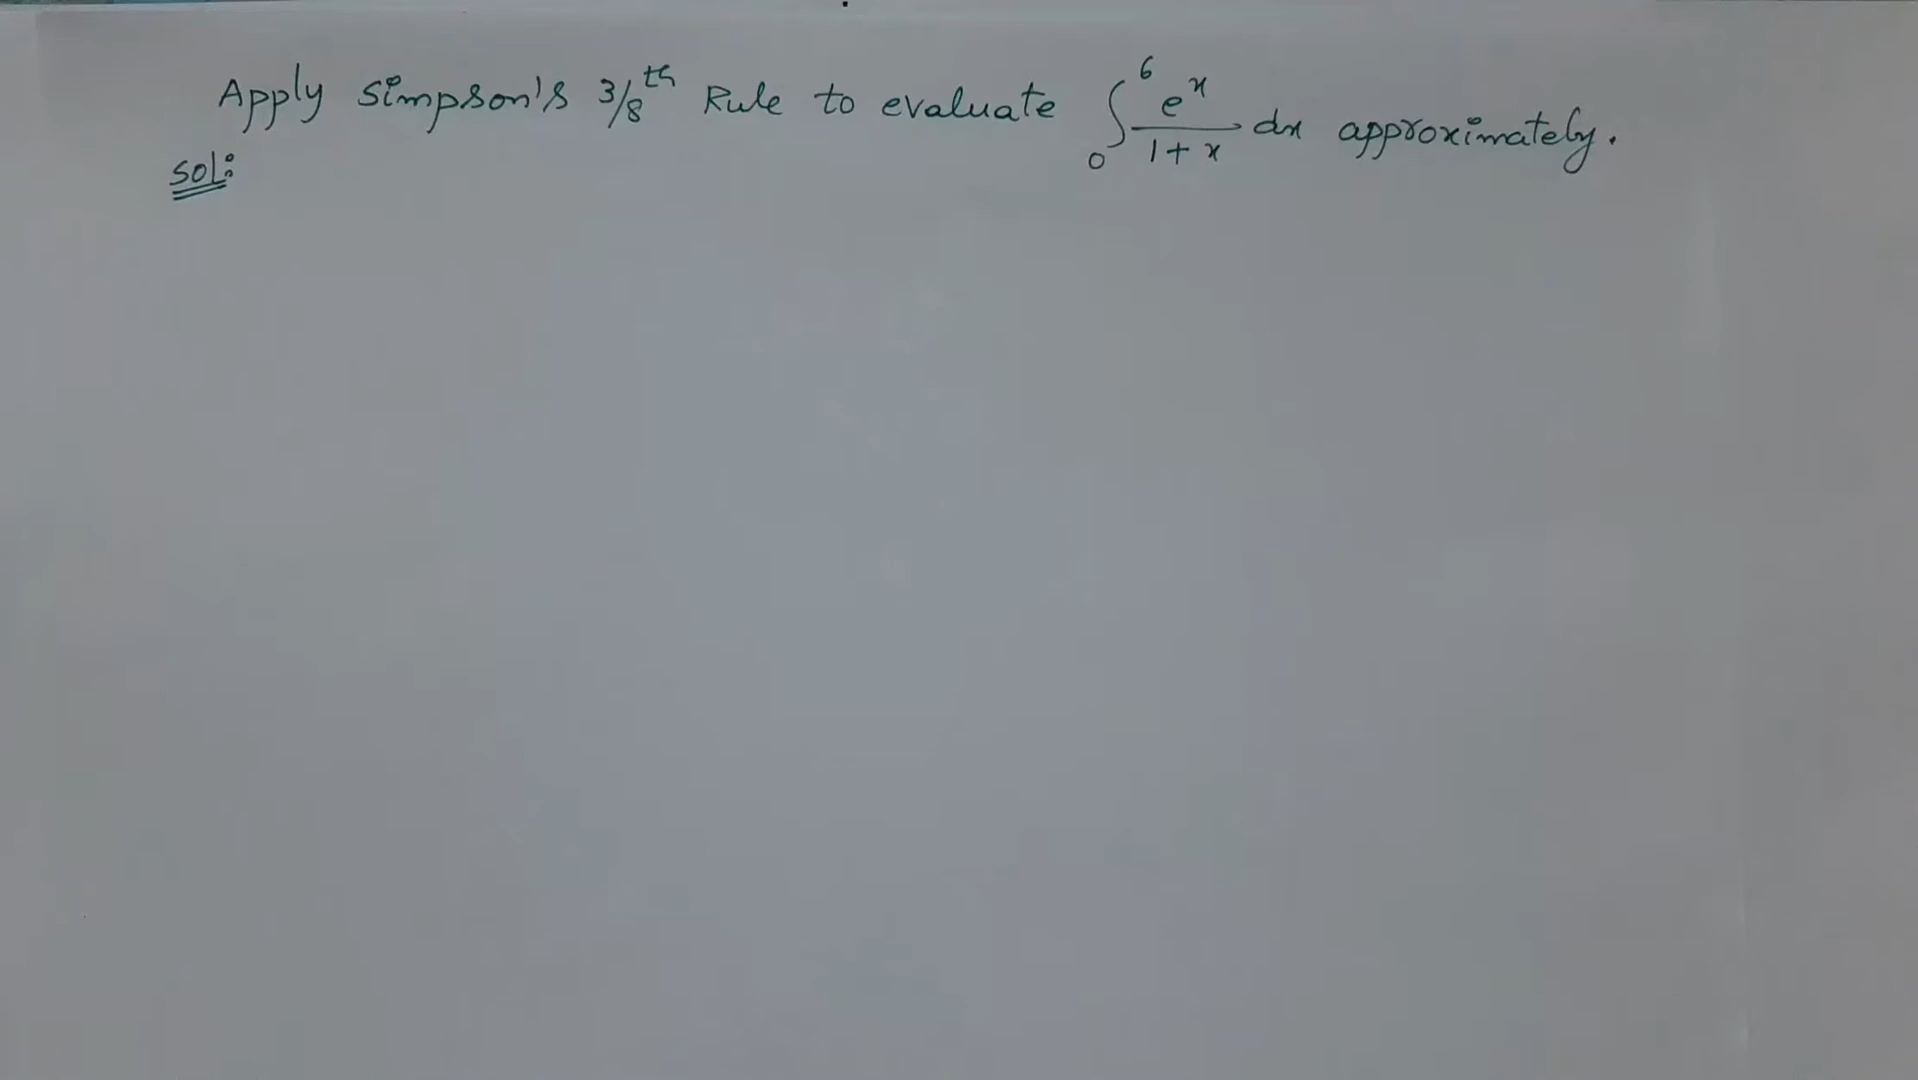 Apply Simpson's 3/8th Rule to evaluate ∫₀⁶ eˣ/(1+x) dx approximately.
Sol: